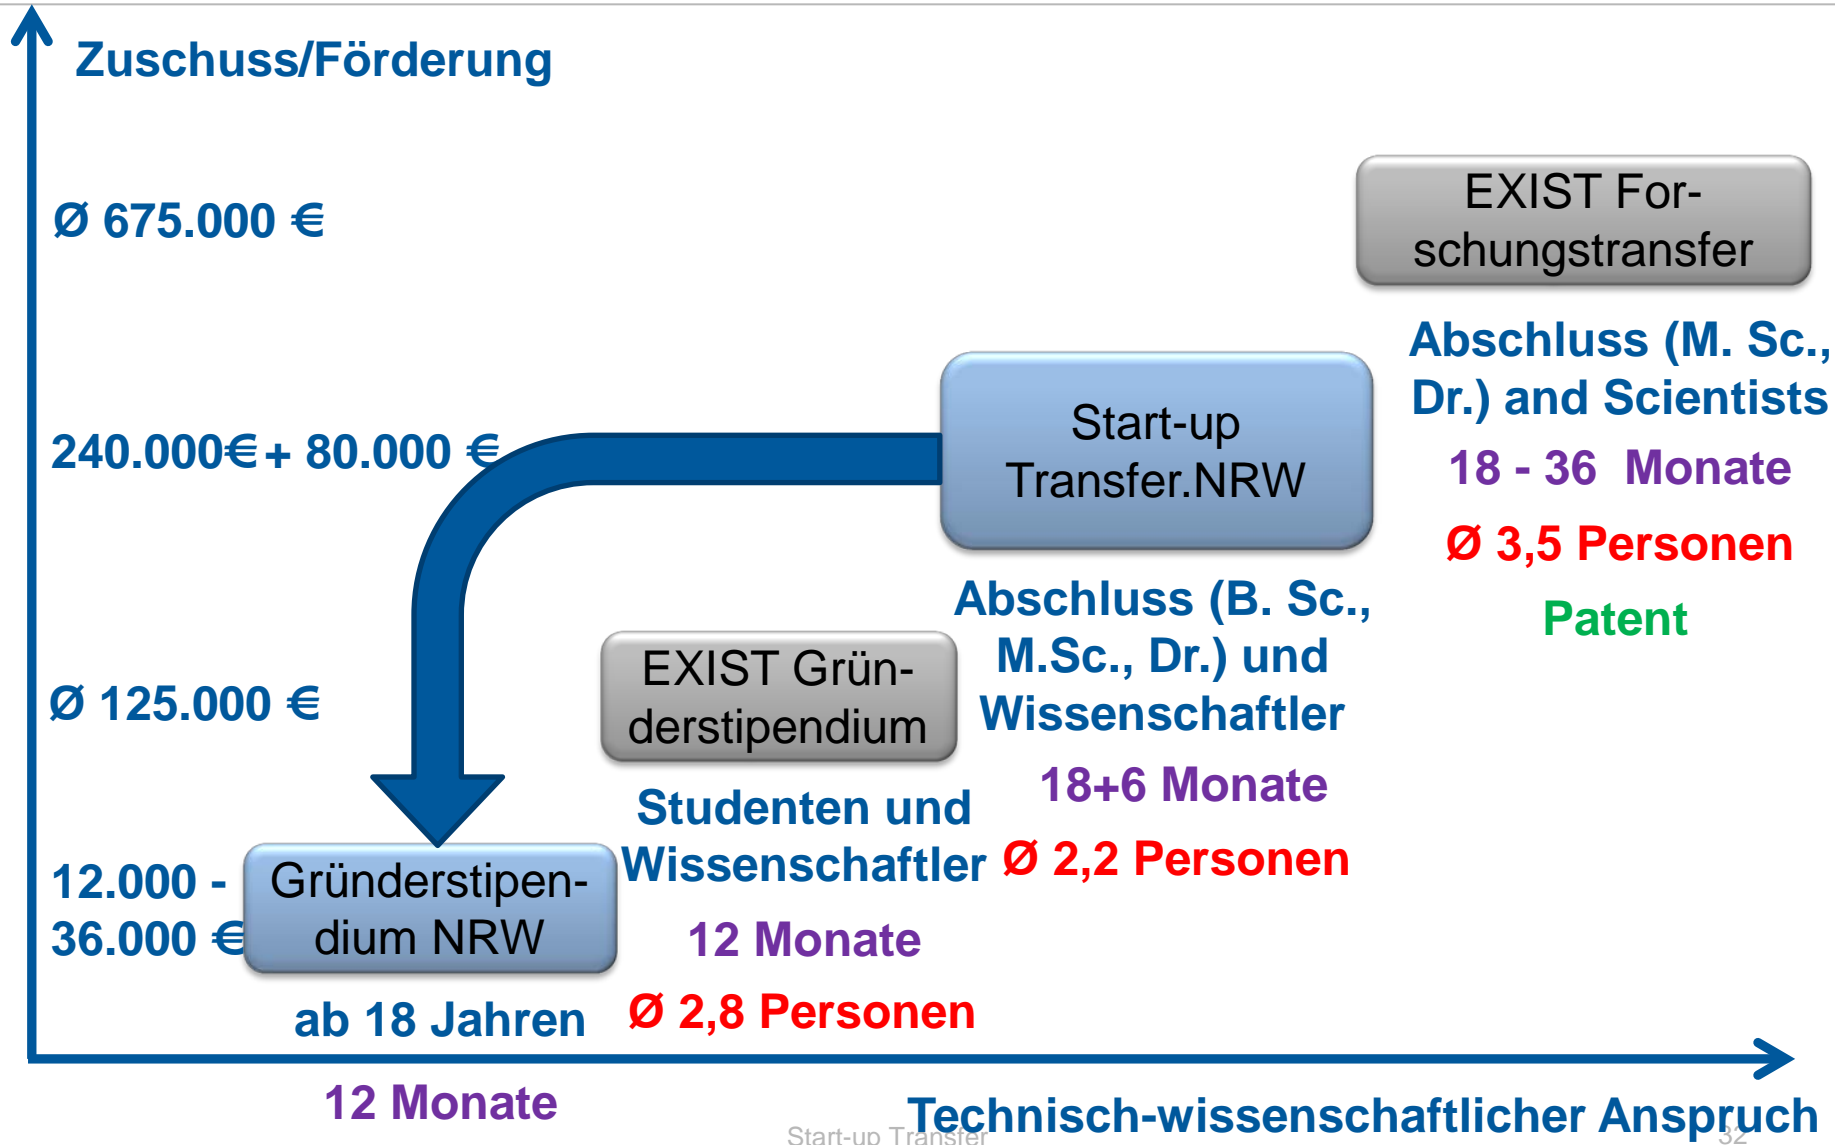 Zuschuss/Förderung
Ø 675.000 €
EXIST For-
schungstransfer
Abschluss (M. Sc.,
Dr.) and Scientists
18 - 36 Monate
Ø 3,5 Personen
Patent
240.000€ + 80.000 €
Start-up
Transfer.NRW
Abschluss (B. Sc.,
M.Sc., Dr.) und
Wissenschaftler
18+6 Monate
Ø 2,2 Personen
Ø 125.000 €
EXIST Grün-
derstipendium
Studenten und
Wissenschaftler
12 Monate
Ø 2,8 Personen
12.000 -
36.000 €
Gründerstipen-
dium NRW
ab 18 Jahren
12 Monate
Technisch-wissenschaftlicher Anspruch
Start-up Transfer
32